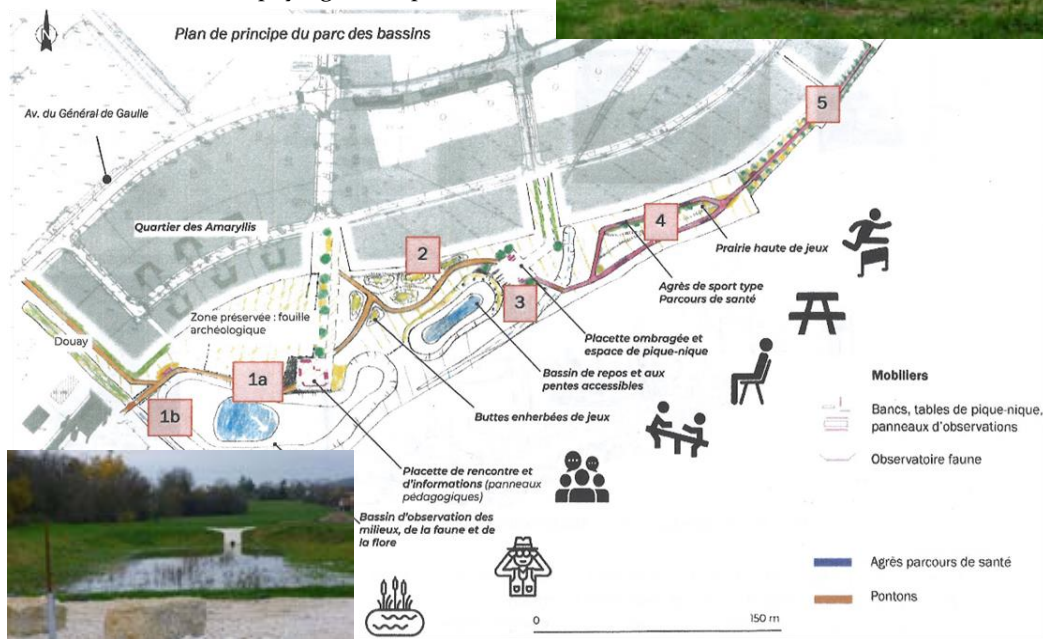 Plan de principe du parc des bassins
N
Av. du Général de Gaulle
5
Quartier des Amaryllis
2
4
Prairie haute de jeux
Agrès de sport type
Parcours de santé
3
Zone préservée : fouille
archéologique
Douay
Placette ombragée et
espace de pique-nique
1a
Bassin de repos et aux
pentes accessibles
Mobiliers
1b
Bancs, tables de pique-nique,
panneaux d'observations
Buttes enherbées de jeux
Observatoire faune
Placette de rencontre et
d'informations (panneaux
pédagogiques)
Bassin d'observation des
milieux, de la faune et de
la flore
Agrès parcours de santé
Pontons
0 150 m